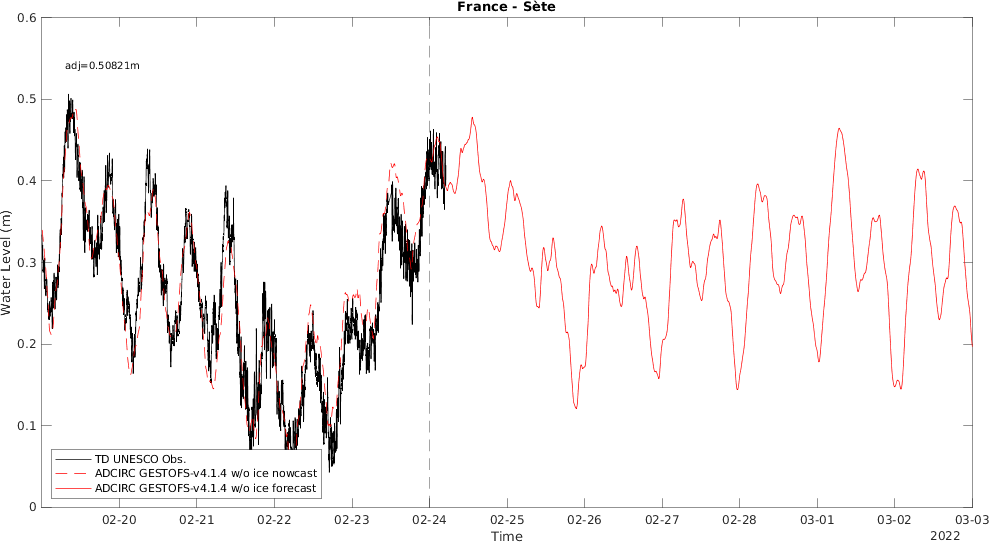 France - Sète
0.6
0.5
0.4
0.3
0.2
0.1
0
Water Level (m)
adj=0.50821m
TD UNESCO Obs.
ADCIRC GESTOFS-v4.1.4 w/o ice nowcast
ADCIRC GESTOFS-v4.1.4 w/o ice forecast
02-20 02-21 02-22 02-23 02-24 02-25 02-26 02-27 02-28 03-01 03-02 03-03
Time
2022